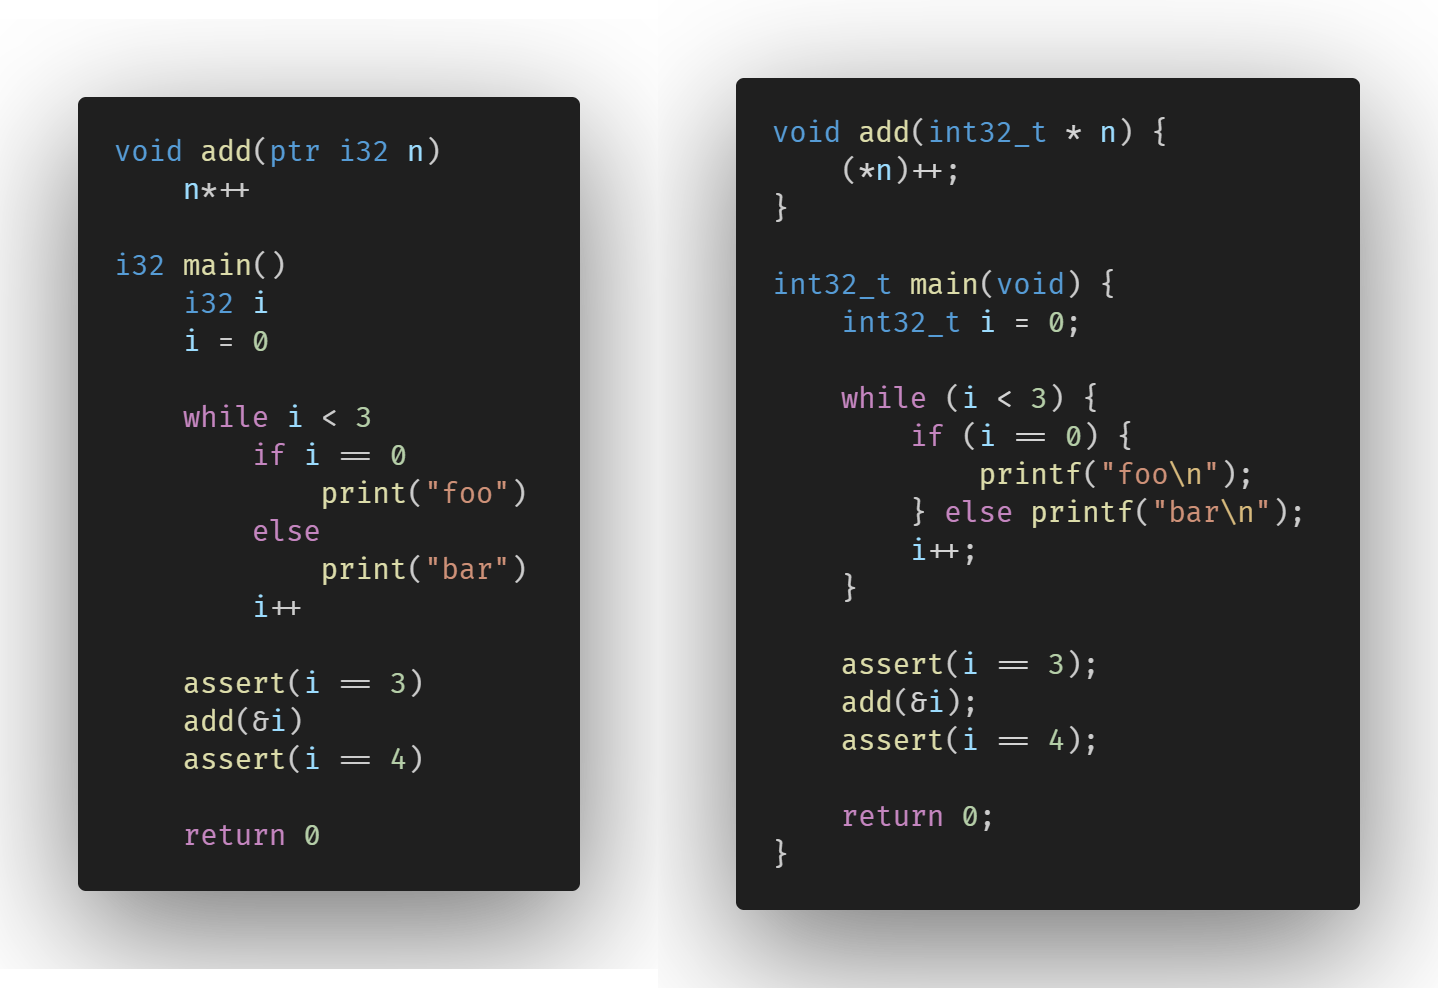 void add(ptr i32 n)
    n*++

i32 main()
    i32 i
    i = 0

    while i < 3
        if i == 0
            print("foo")
        else
            print("bar")
        i++

    assert(i == 3)
    add(&i)
    assert(i == 4)

    return 0

void add(int32_t * n) {
    (*n)++;
}

int32_t main(void) {
    int32_t i = 0;

    while (i < 3) {
        if (i == 0) {
            printf("foo\n");
        } else printf("bar\n");
        i++;
    }

    assert(i == 3);
    add(&i);
    assert(i == 4);

    return 0;
}